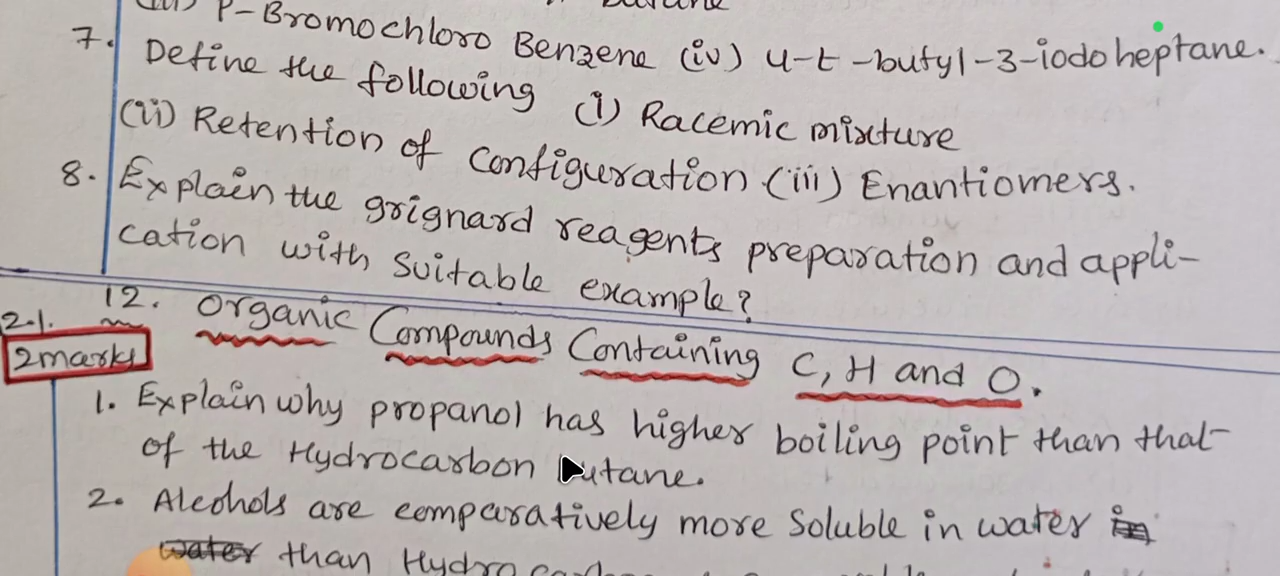 P-Bromochloro Benzene (iv) 4-t-butyl-3-iodoheptane.
7. Define the following (i) Racemic mixture
(ii) Retention of Configuration (iii) Enantiomers.
8. Explain the grignard reagents preparation and appli-
cation with suitable example?
12. Organic Compounds Containing C, H and O.
2 marks
1. Explain why propanol has higher boiling point than that
of the Hydrocarbon butane.
2. Alcohols are comparatively more soluble in water in
water than